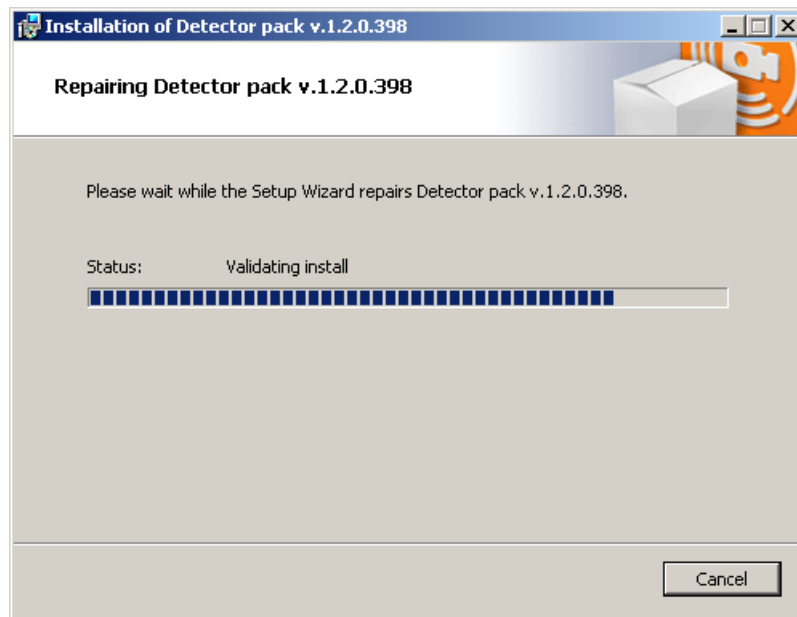 Installation of Detector pack v.1.2.0.398
Repairing Detector pack v.1.2.0.398
Please wait while the Setup Wizard repairs Detector pack v.1.2.0.398.
Status: Validating install
Cancel